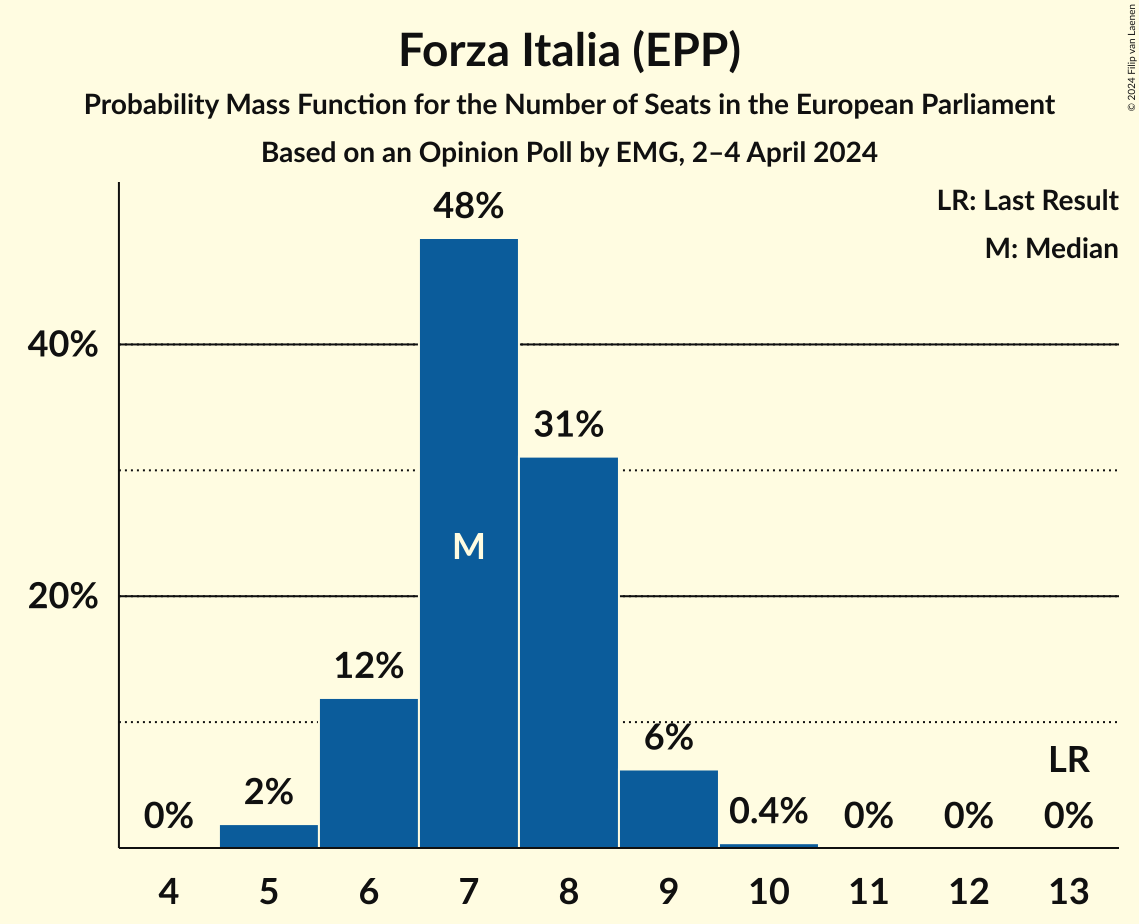 Forza Italia (EPP)
Probability Mass Function for the Number of Seats in the European Parliament
Based on an Opinion Poll by EMG, 2–4 April 2024
© 2024 Filip van Laenen
LR: Last Result
M: Median
48%
40%
31%
M
20%
12%
6%
LR
2%
0%
0.4%
0%
0%
0%
4 5 6 7 8 9 10 11 12 13